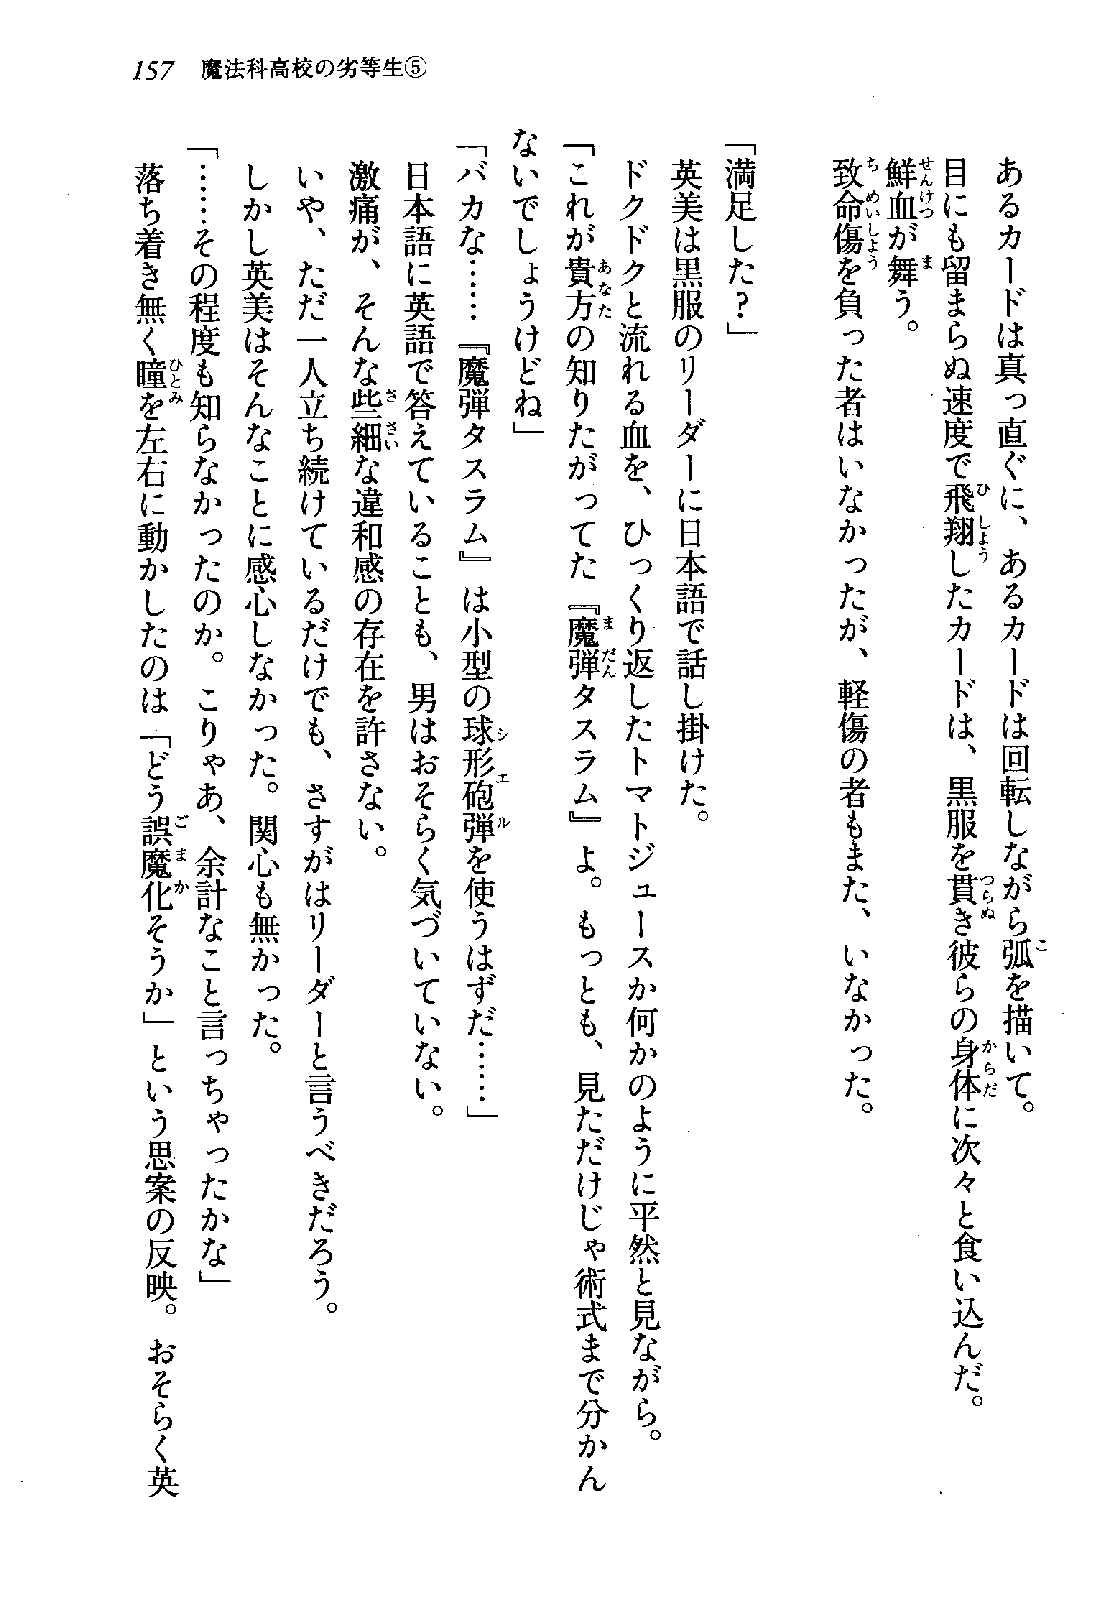 157 魔法科高校の劣等生⑤
あるカードは真っ直ぐに、あるカードは回転しながら弧を描いて。
目にも留まらぬ速度で飛翔したカードは、黒服を貫き彼らの身体に次々と食い込んだ。
鮮血が舞う。
致命傷を負った者はいなかったが、軽傷の者もまた、いなかった。
「満足した？」
英美は黒服のリーダーに日本語で話し掛けた。
ドクドクと流れる血を、ひっくり返したトマトジュースか何かのように平然と見ながら。
「これが貴方の知りたがってた『魔弾タスラム』よ。もっとも、見ただけじゃ術式まで分かん
ないでしょうけどね」
「バカな……『魔弾タスラム』は小型の球形砲弾を使うはずだ……」
日本語に英語で答えていることも、男はおそらく気づいていない。
激痛が、そんな些細な違和感の存在を許さない。
いや、ただ一人立ち続けているだけでも、さすがはリーダーと言うべきだろう。
しかし英美はそんなことに感心しなかった。関心も無かった。
「……その程度も知らなかったのか。こりゃあ、余計なこと言っちゃったかな」
落ち着き無く瞳を左右に動かしたのは「どう誤魔化そうか」という思案の反映。おそらく英